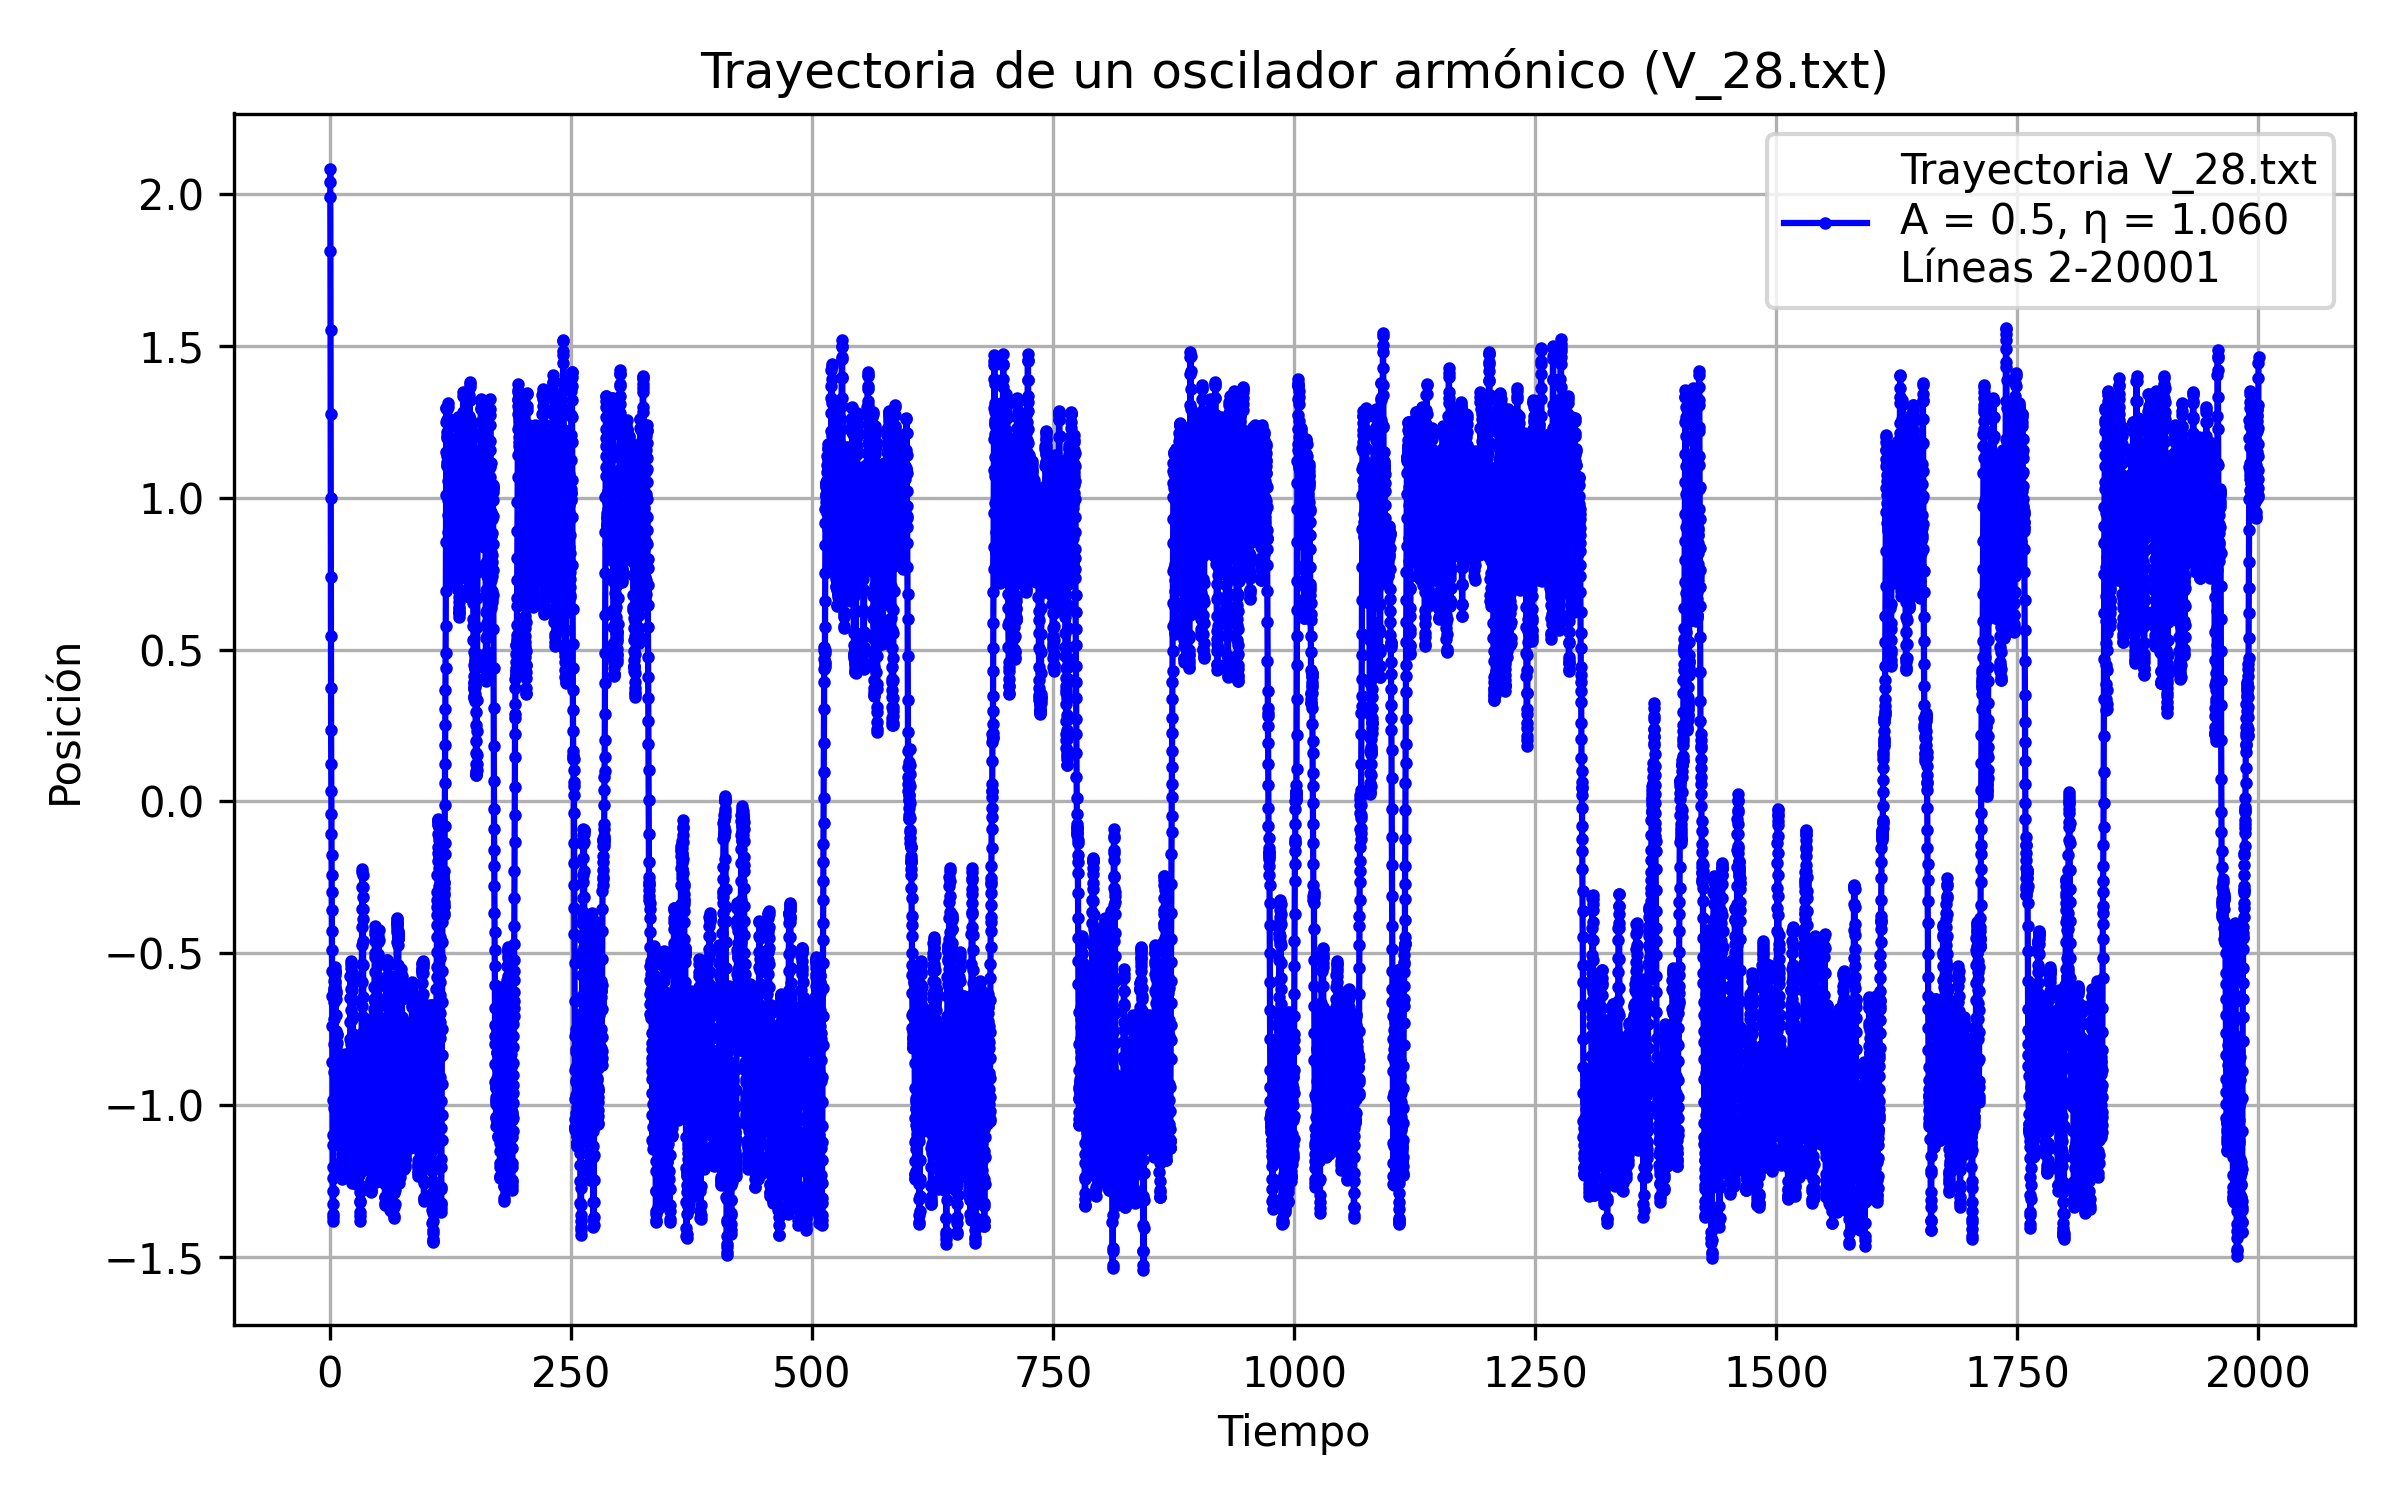 Trayectoria de un oscilador armónico (V_28.txt)
Trayectoria V_28.txt
A = 0.5, η = 1.060
Líneas 2-20001
Posición
2.0
1.5
1.0
0.5
0.0
−0.5
−1.0
−1.5
0 250 500 750 1000 1250 1500 1750 2000
Tiempo